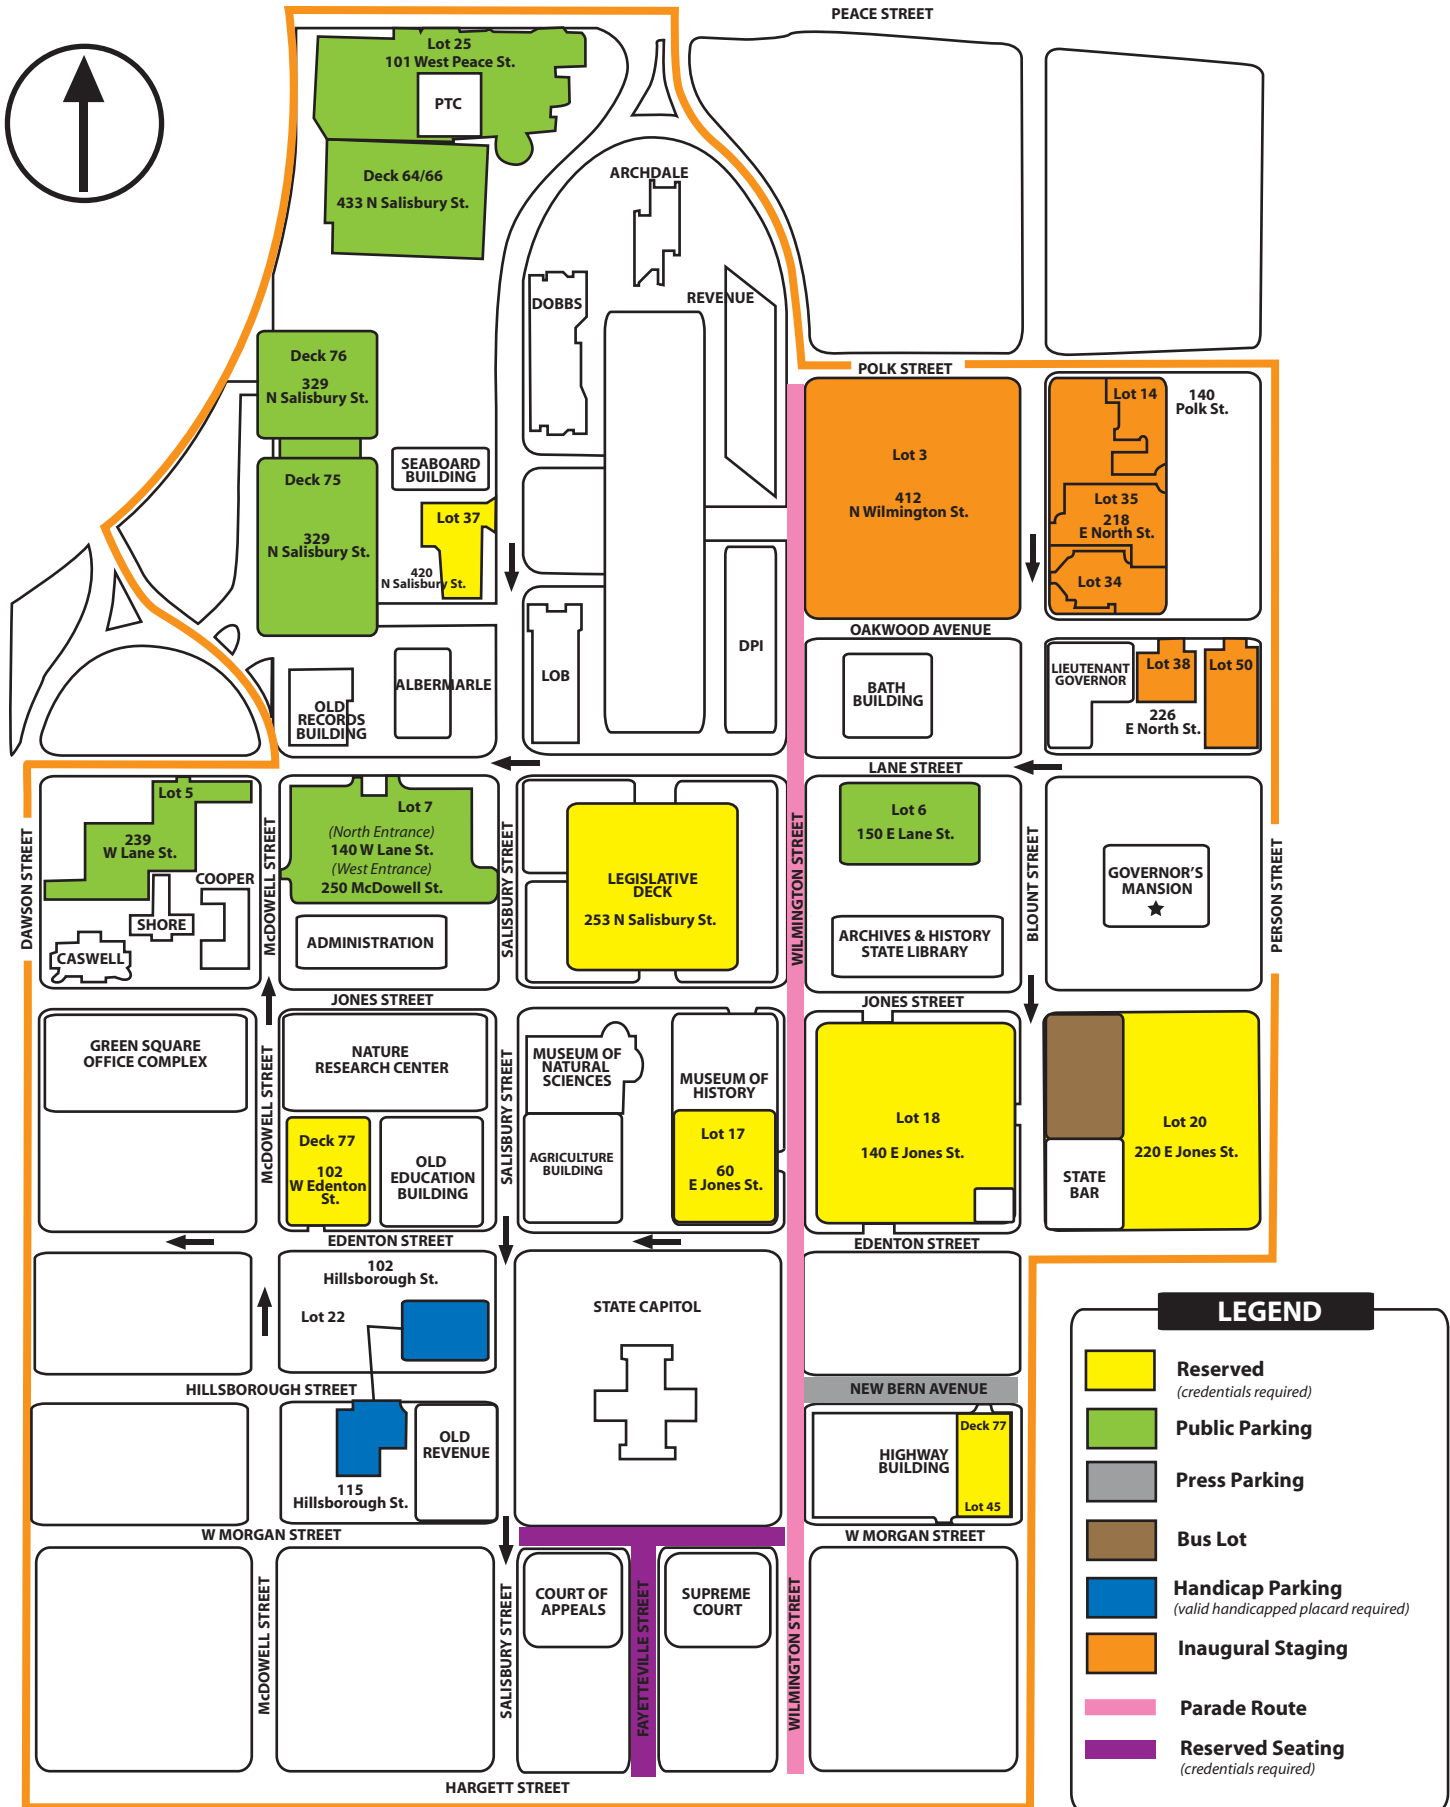 PEACE STREET
Lot 25
101 West Peace St.
PTC
Deck 64/66
433 N Salisbury St.
ARCHDALE
DOBBS
REVENUE
Deck 76
329
N Salisbury St.
Deck 75
329
N Salisbury St.
SEABOARD
BUILDING
Lot 37
420
N Salisbury St.
POLK STREET
Lot 3
412
N Wilmington St.
Lot 14
140
Polk St.
Lot 35
218
E North St.
Lot 34
OAKWOOD AVENUE
OLD
RECORDS
BUILDING
ALBERMARLE
LOB
DPI
BATH
BUILDING
LIEUTENANT
GOVERNOR
Lot 38
Lot 50
226
E North St.
LANE STREET
DAWSON STREET
Lot 5
239
W Lane St.
COOPER
SHORE
CASWELL
McDOWELL STREET
Lot 7
(North Entrance)
140 W Lane St.
(West Entrance)
250 McDowell St.
ADMINISTRATION
SALISBURY STREET
LEGISLATIVE
DECK
253 N Salisbury St.
WILMINGTON STREET
Lot 6
150 E Lane St.
ARCHIVES & HISTORY
STATE LIBRARY
BLOUNT STREET
GOVERNOR'S
MANSION
PERSON STREET
JONES STREET
JONES STREET
GREEN SQUARE
OFFICE COMPLEX
McDOWELL STREET
NATURE
RESEARCH CENTER
Deck 77
102
W Edenton
St.
OLD
EDUCATION
BUILDING
SALISBURY STREET
MUSEUM OF
NATURAL
SCIENCES
AGRICULTURE
BUILDING
MUSEUM OF
HISTORY
Lot 17
60
E Jones St.
Lot 18
140 E Jones St.
Lot 20
220 E Jones St.
STATE
BAR
EDENTON STREET
EDENTON STREET
102
Hillsborough St.
Lot 22
STATE CAPITOL
HILLSBOROUGH STREET
NEW BERN AVENUE
OLD
REVENUE
115
Hillsborough St.
HIGHWAY
BUILDING
Deck 77
Lot 45
W MORGAN STREET
W MORGAN STREET
McDOWELL STREET
SALISBURY STREET
COURT OF
APPEALS
FAYETTEVILLE STREET
SUPREME
COURT
WILMINGTON STREET
HARGETT STREET
LEGEND
Reserved
(credentials required)
Public Parking
Press Parking
Bus Lot
Handicap Parking
(valid handicapped placard required)
Inaugural Staging
Parade Route
Reserved Seating
(credentials required)